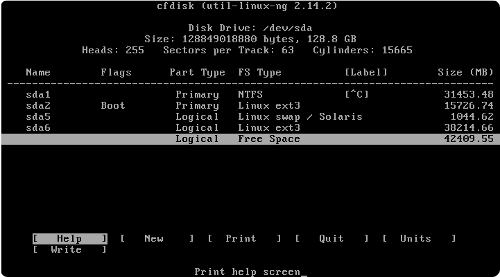 cfdisk (util-linux-ng 2.14.2)
Disk Drive: /dev/sda
Size: 128849018880 bytes, 128.8 GB
Heads: 255   Sectors per Track: 63   Cylinders: 15665
Name   Flags   Part Type   FS Type   [Label]   Size (MB)
sda1   Primary   NTFS   [^C]   31453.48
sda2   Boot   Primary   Linux ext3   15726.74
sda5   Logical   Linux swap / Solaris   1044.62
sda6   Logical   Linux ext3   38214.66
Logical   Free Space   42409.55
[ Help ]   [ New ]   [ Print ]   [ Quit ]   [ Units ]
[ Write ]
Print help screen_